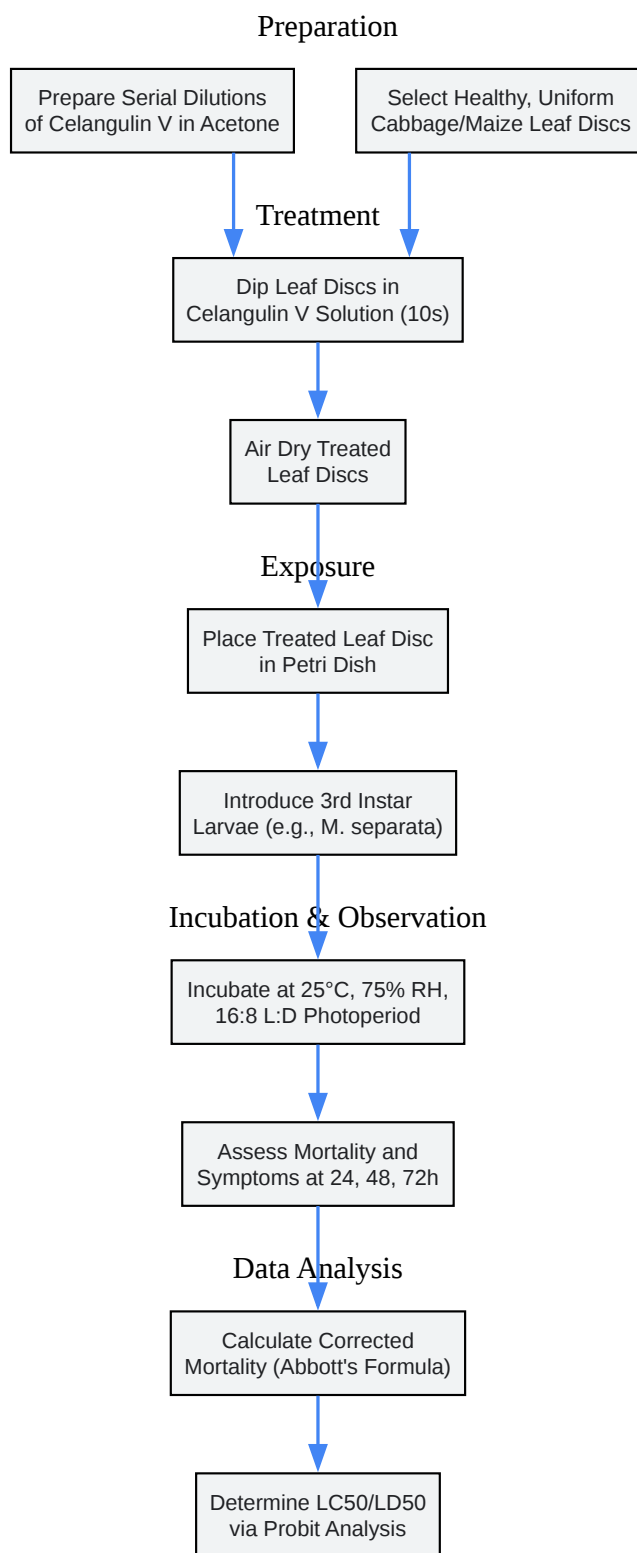 Preparation
Prepare Serial Dilutions
of Celangulin V in Acetone
Select Healthy, Uniform
Cabbage/Maize Leaf Discs
Treatment
Dip Leaf Discs in
Celangulin V Solution (10s)
Air Dry Treated
Leaf Discs
Exposure
Place Treated Leaf Disc
in Petri Dish
Introduce 3rd Instar
Larvae (e.g., M. separata)
Incubation & Observation
Incubate at 25°C, 75% RH,
16:8 L:D Photoperiod
Assess Mortality and
Symptoms at 24, 48, 72h
Data Analysis
Calculate Corrected
Mortality (Abbott's Formula)
Determine LC50/LD50
via Probit Analysis